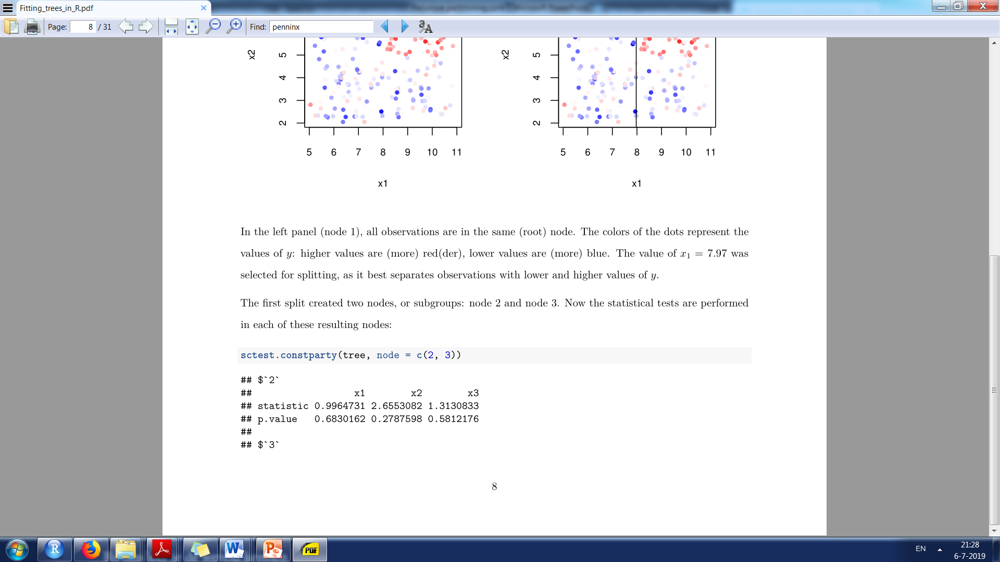 Fitting_trees_in_R.pdf
Page: 8 / 31 Find: penninx
x2 5 4 3 2
5 6 7 8 9 10 11
x1
x2 5 4 3 2
5 6 7 8 9 10 11
x1
In the left panel (node 1), all observations are in the same (root) node. The colors of the dots represent the
values of y: higher values are (more) red(der), lower values are (more) blue. The value of x₁ = 7.97 was
selected for splitting, as it best separates observations with lower and higher values of y.
The first split created two nodes, or subgroups: node 2 and node 3. Now the statistical tests are performed
in each of these resulting nodes:
sctest.constparty(tree, node = c(2, 3))
## $`2`
## x1 x2 x3
## statistic 0.9964731 2.6553082 1.3130833
## p.value 0.6830162 0.2787598 0.5812176
##
## $`3`
8
EN 21:28
6-7-2019